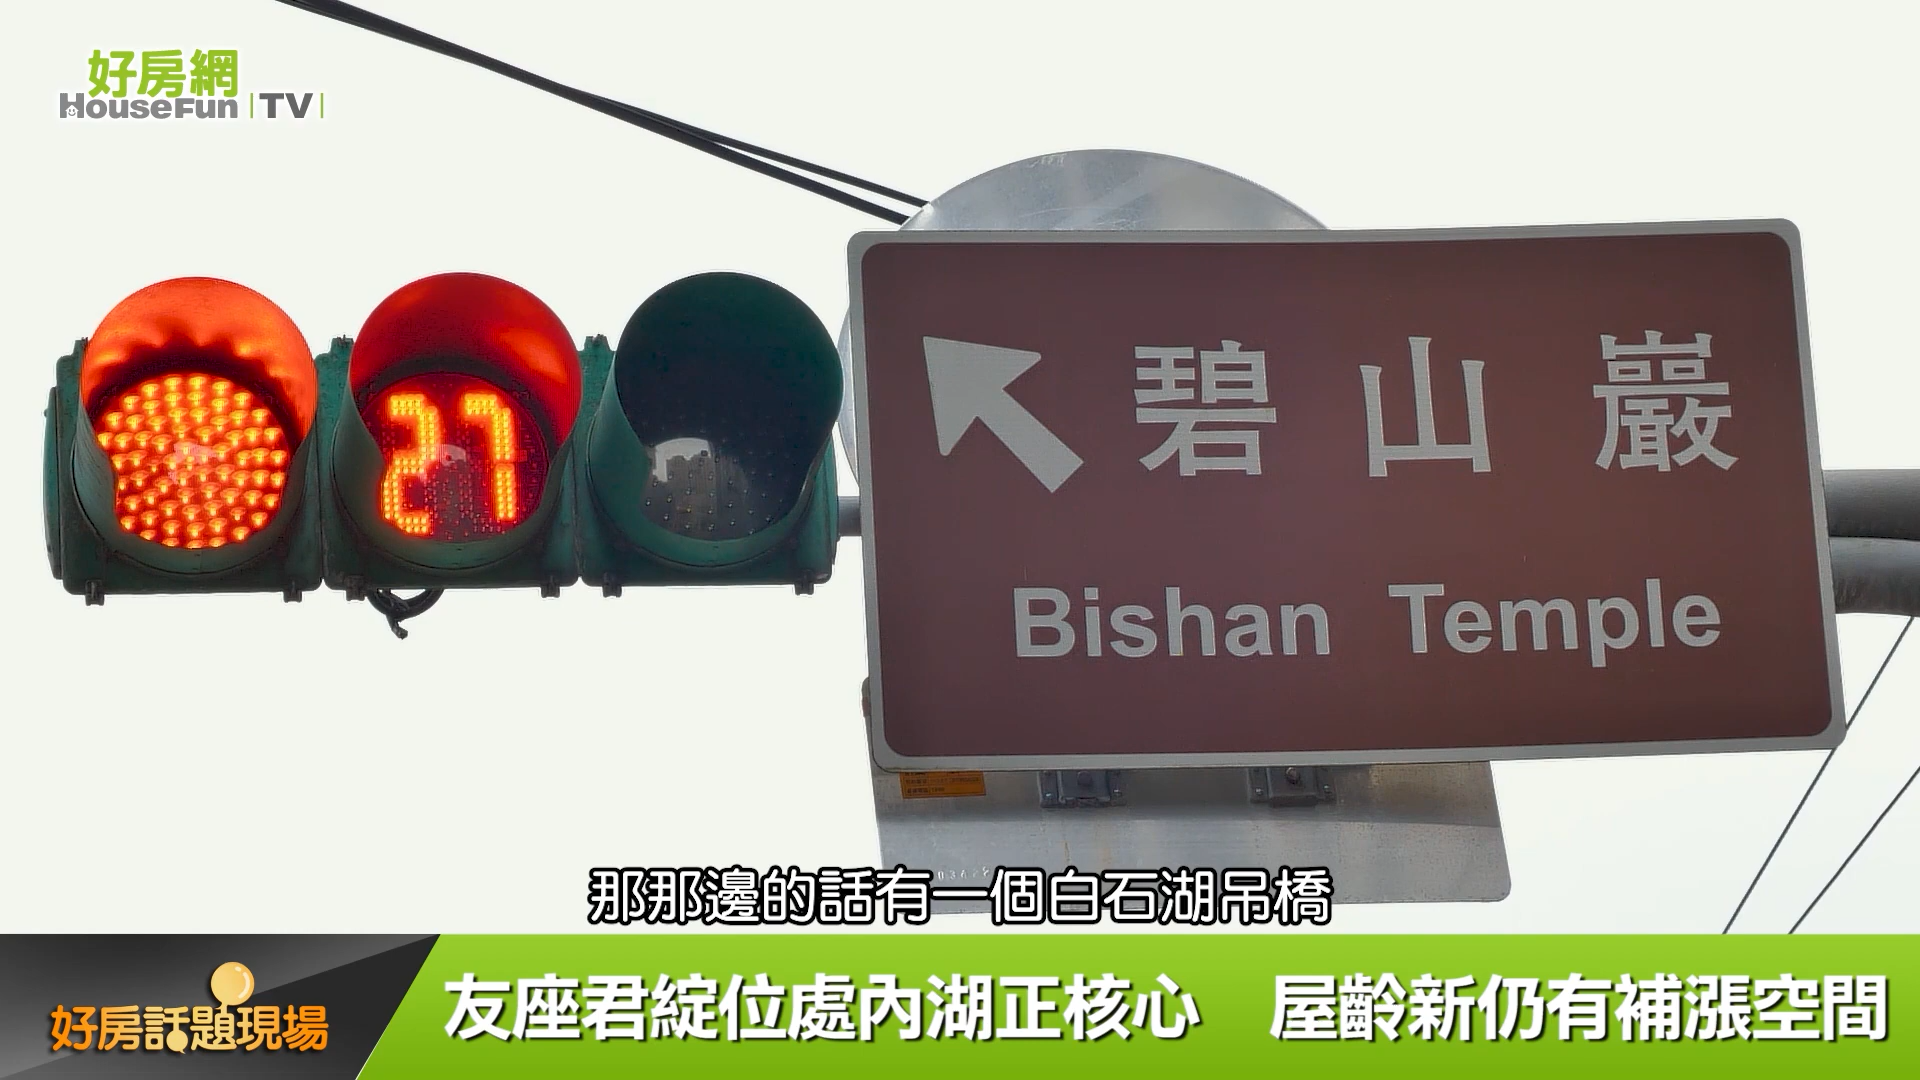 好房網
HouseFun TV
27
碧山巖
Bishan Temple
那那邊的話有一個白石湖吊橋
好房話題現場
友座君綻位處內湖正核心 屋齡新仍有補漲空間